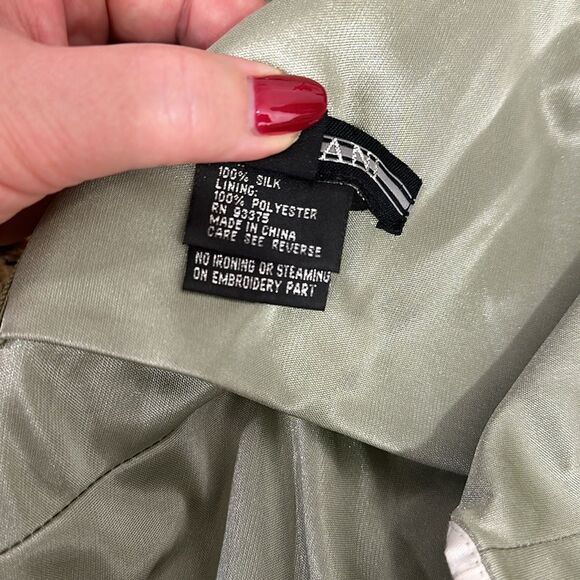 AN
100% SILK
LINING:
100% POLYESTER
RN 93375
MADE IN CHINA
CARE SEE REVERSE
NO IRONING OR STEAMING
ON EMBROIDERY PART